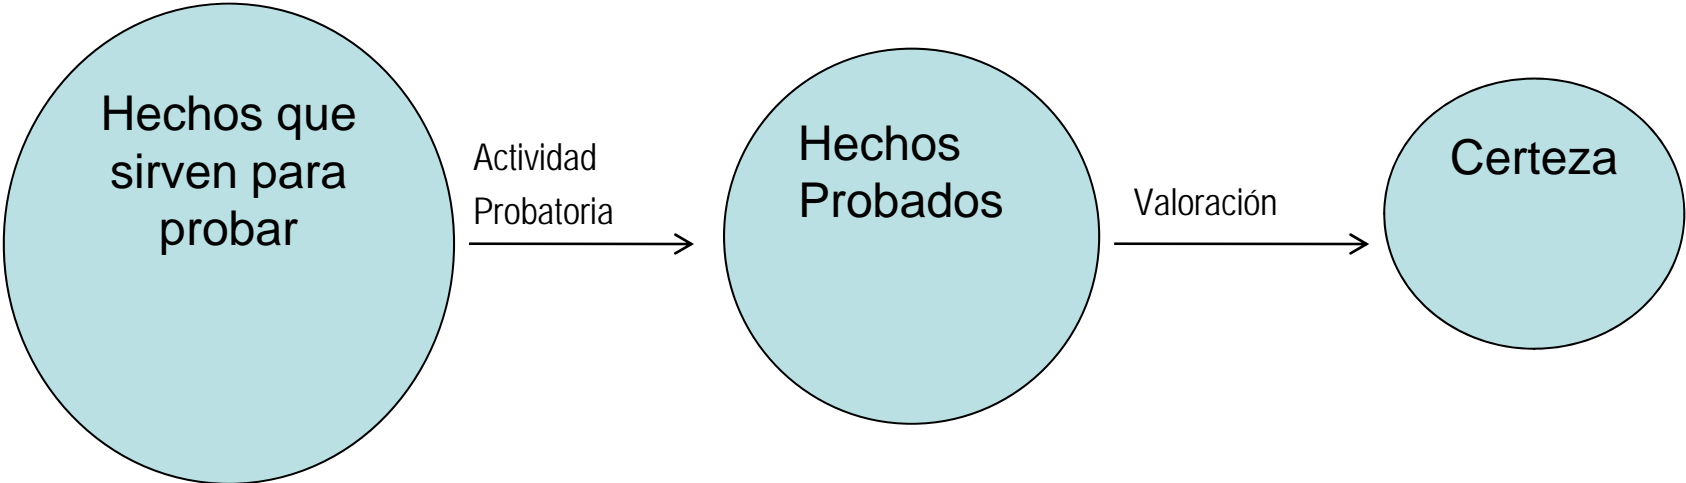 Hechos que
sirven para
probar
Actividad
Probatoria
Hechos
Probados
Valoración
Certeza